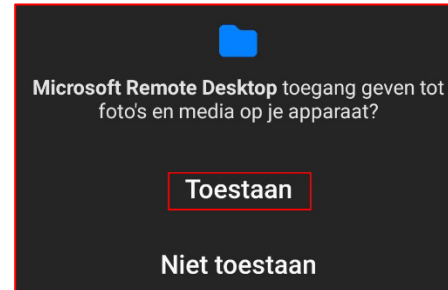 Microsoft Remote Desktop toegang geven tot
foto's en media op je apparaat?
Toestaan
Niet toestaan